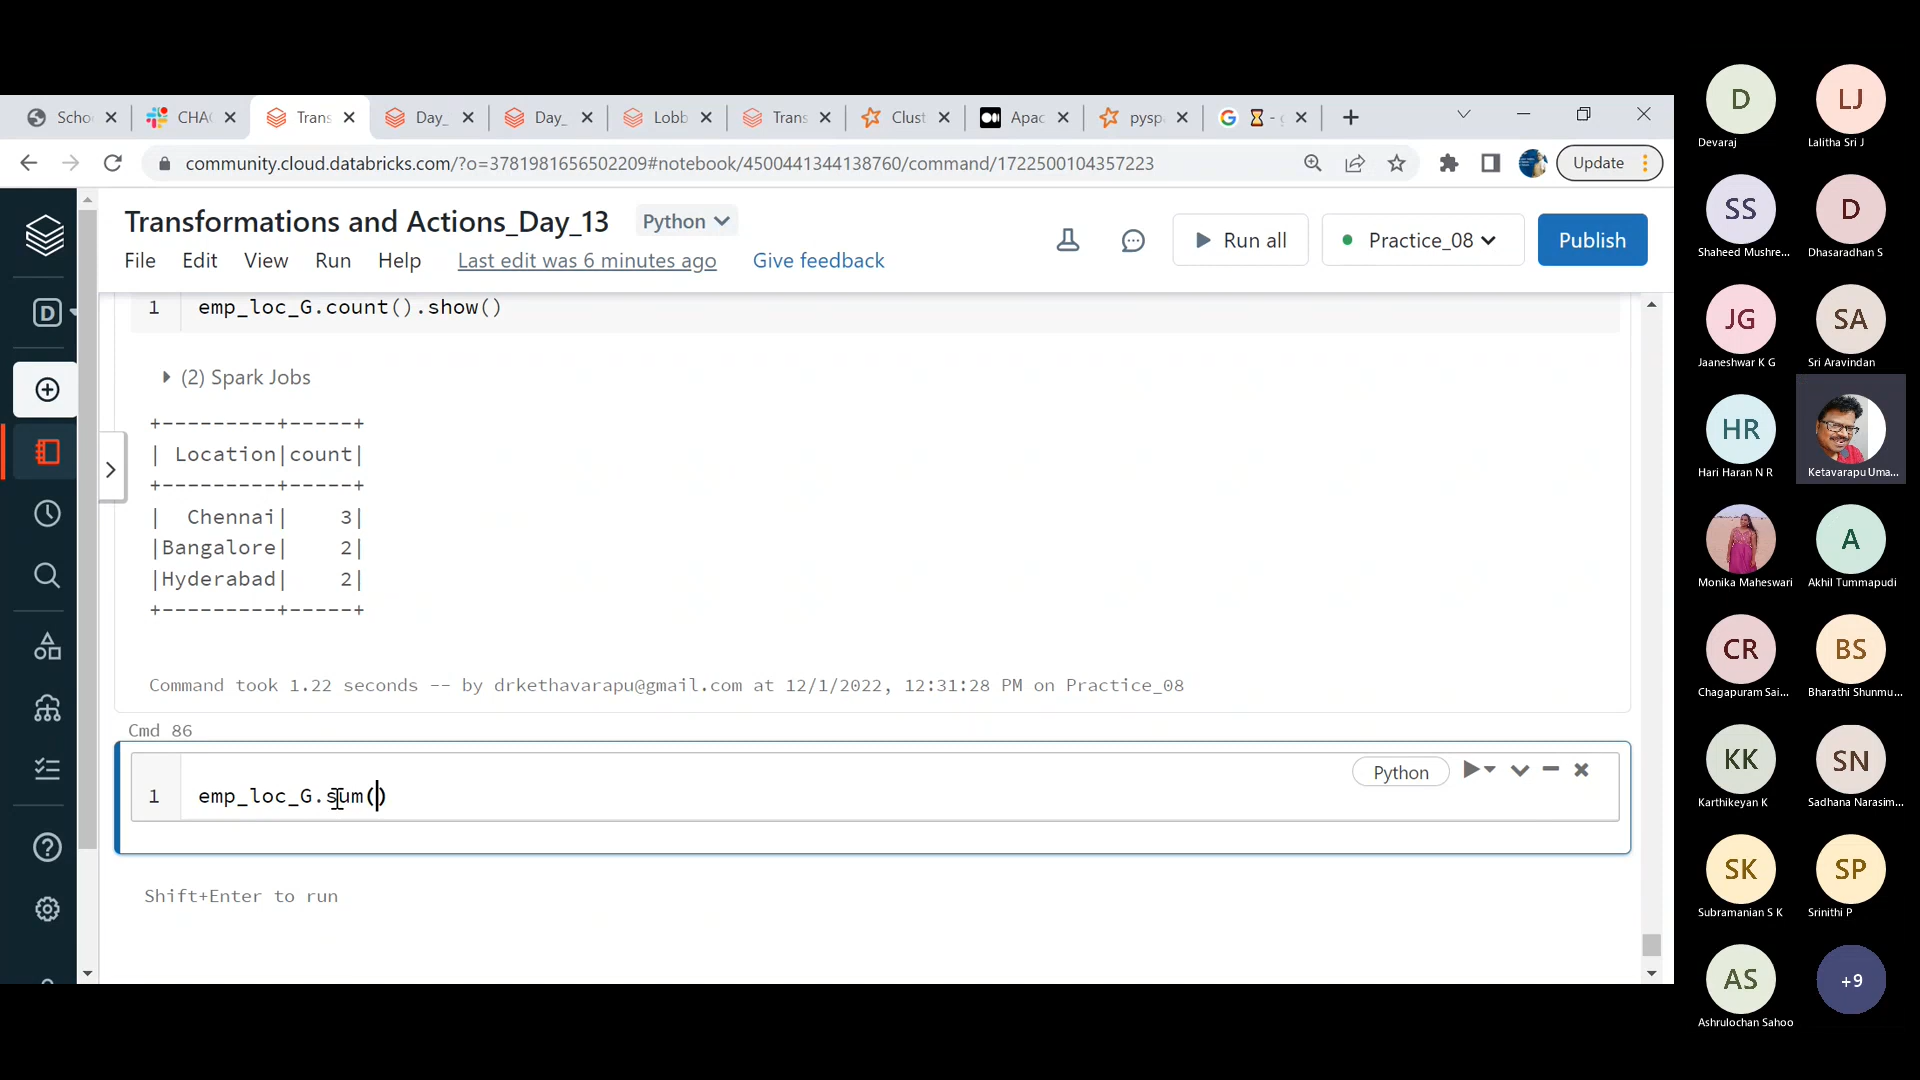 Scho
CHA
Trans
Day_
Day_
Lobb
Trans
Clust
Apac
pysp
community.cloud.databricks.com/?o=3781981656502209#notebook/4500441344138760/command/1722500104357223
Update
Transformations and Actions_Day_13
Python
File Edit View Run Help
Last edit was 6 minutes ago
Give feedback
Run all
Practice_08
Publish
D
1 emp_loc_G.count().show()
(2) Spark Jobs
+---------+-----+
| Location|count|
+---------+-----+
|  Chennai|    3|
|Bangalore|    2|
|Hyderabad|    2|
+---------+-----+
Command took 1.22 seconds -- by drkethavarapu@gmail.com at 12/1/2022, 12:31:28 PM on Practice_08
Cmd 86
Python
1 emp_loc_G.sum()
Shift+Enter to run
D
Devaraj
LJ
Lalitha Sri J
SS
Shaheed Mushre...
D
Dhasaradhan S
JG
Jaaneshwar K G
SA
Sri Aravindan
HR
Hari Haran N R
Ketavarapu Uma...
Monika Maheswari
A
Akhil Tummapudi
CR
Chagapuram Sai...
BS
Bharathi Shunmu...
KK
Karthikeyan K
SN
Sadhana Narasim...
SK
Subramanian S K
SP
Srinithi P
AS
Ashrulochan Sahoo
+9